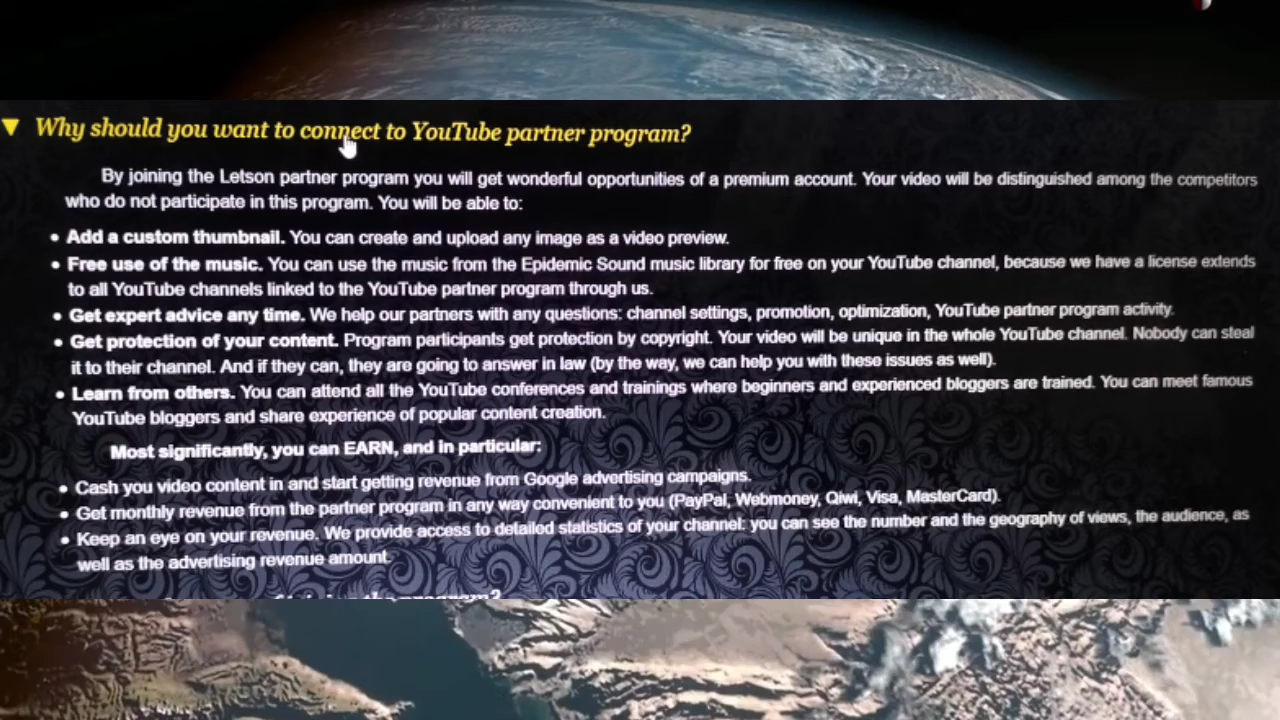 Why should you want to connect to YouTube partner program?
By joining the Letson partner program you will get wonderful opportunities of a premium account. Your video will be distinguished among the competitors
who do not participate in this program. You will be able to:
• Add a custom thumbnail. You can create and upload any image as a video preview.
• Free use of the music. You can use the music from the Epidemic Sound music library for free on your YouTube channel, because we have a license extends
to all YouTube channels linked to the YouTube partner program through us.
• Get expert advice any time. We help our partners with any questions: channel settings, promotion, optimization, YouTube partner program activity.
• Get protection of your content. Program participants get protection by copyright. Your video will be unique in the whole YouTube channel. Nobody can steal
it to their channel. And if they can, they are going to answer in law (by the way, we can help you with these issues as well).
• Learn from others. You can attend all the YouTube conferences and trainings where beginners and experienced bloggers are trained. You can meet famous
YouTube bloggers and share experience of popular content creation.
Most significantly, you can EARN, and in particular:
• Cash you video content in and start getting revenue from Google advertising campaigns.
• Get monthly revenue from the partner program in any way convenient to you (PayPal, Webmoney, Qiwi, Visa, MasterCard).
• Keep an eye on your revenue. We provide access to detailed statistics of your channel: you can see the number and the geography of views, the audience, as
well as the advertising revenue amount.
the program?